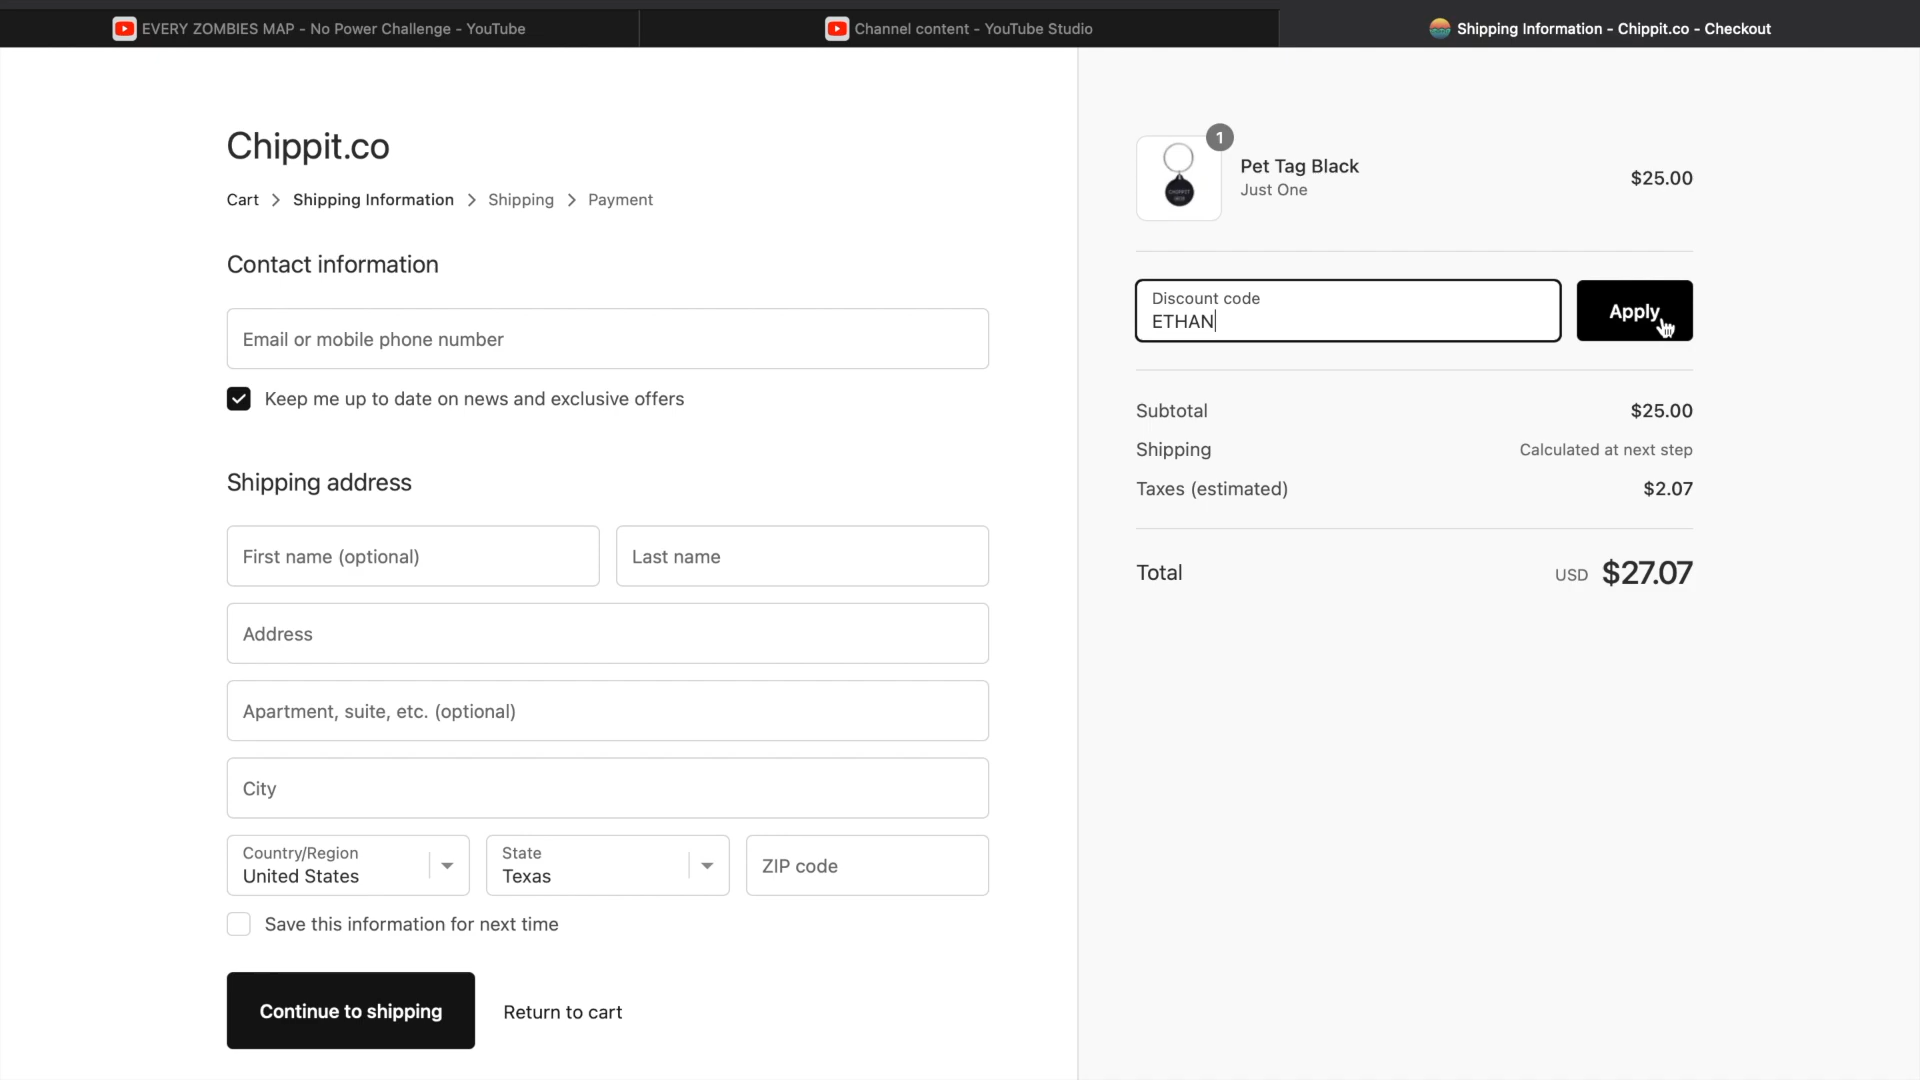 EVERY ZOMBIES MAP - No Power Challenge - YouTube
Channel content - YouTube Studio
Shipping Information - Chippit.co - Checkout
Chippit.co
Cart > Shipping Information > Shipping > Payment
Contact information
Email or mobile phone number
Keep me up to date on news and exclusive offers
Shipping address
First name (optional)
Last name
Address
Apartment, suite, etc. (optional)
City
Country/Region
United States
State
Texas
ZIP code
Save this information for next time
Continue to shipping
Return to cart
1
Pet Tag Black
Just One
$25.00
Discount code
ETHAN
Apply
Subtotal
$25.00
Shipping
Calculated at next step
Taxes (estimated)
$2.07
Total
USD $27.07